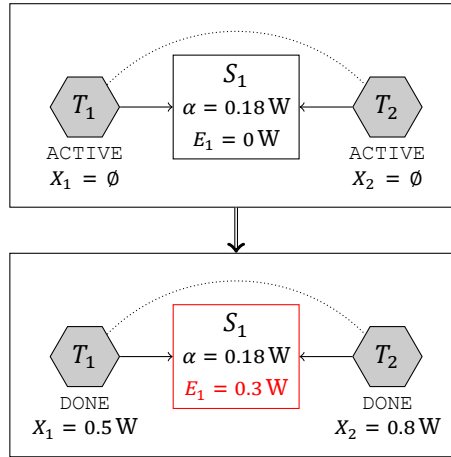 S₁
T₁ α = 0.18 W T₂
E₁ = 0 W
ACTIVE ACTIVE
X₁ = ∅ X₂ = ∅
S₁
T₁ α = 0.18 W T₂
E₁ = 0.3 W
DONE DONE
X₁ = 0.5 W X₂ = 0.8 W